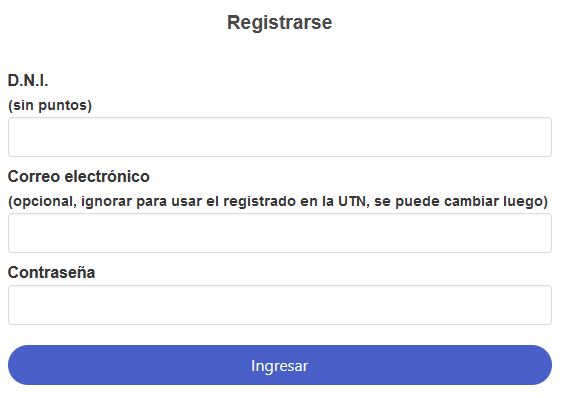 Registrarse
D.N.I.
(sin puntos)
Correo electrónico
(opcional, ignorar para usar el registrado en la UTN, se puede cambiar luego)
Contraseña
Ingresar